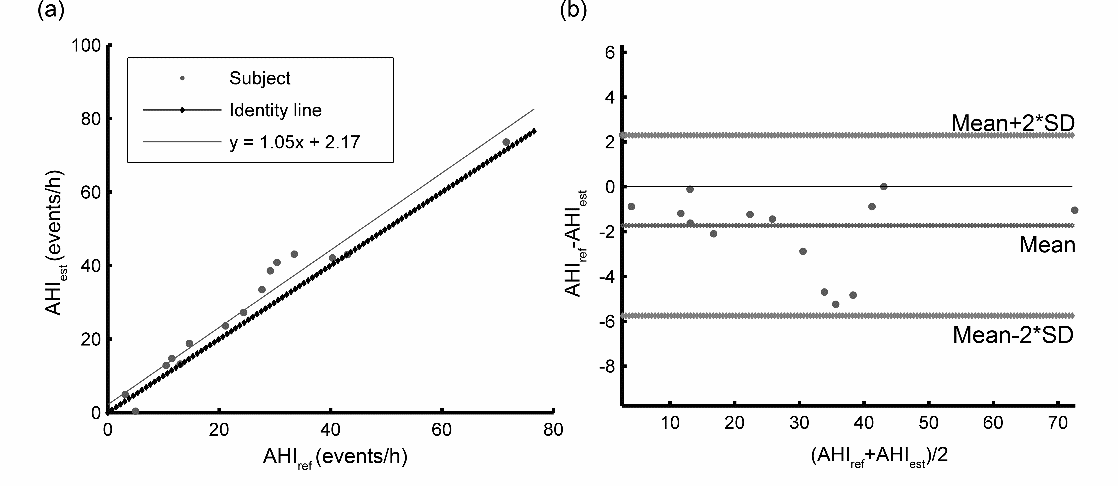 (a)
100
80
60
40
20
0
0 20 40 60 80
AHIest (events/h)
AHIref (events/h)
Subject
Identity line
y = 1.05x + 2.17
(b)
6
4
2
0
-2
-4
-6
-8
10 20 30 40 50 60 70
AHIref-AHIest
(AHIref+AHIest)/2
Mean+2*SD
Mean
Mean-2*SD